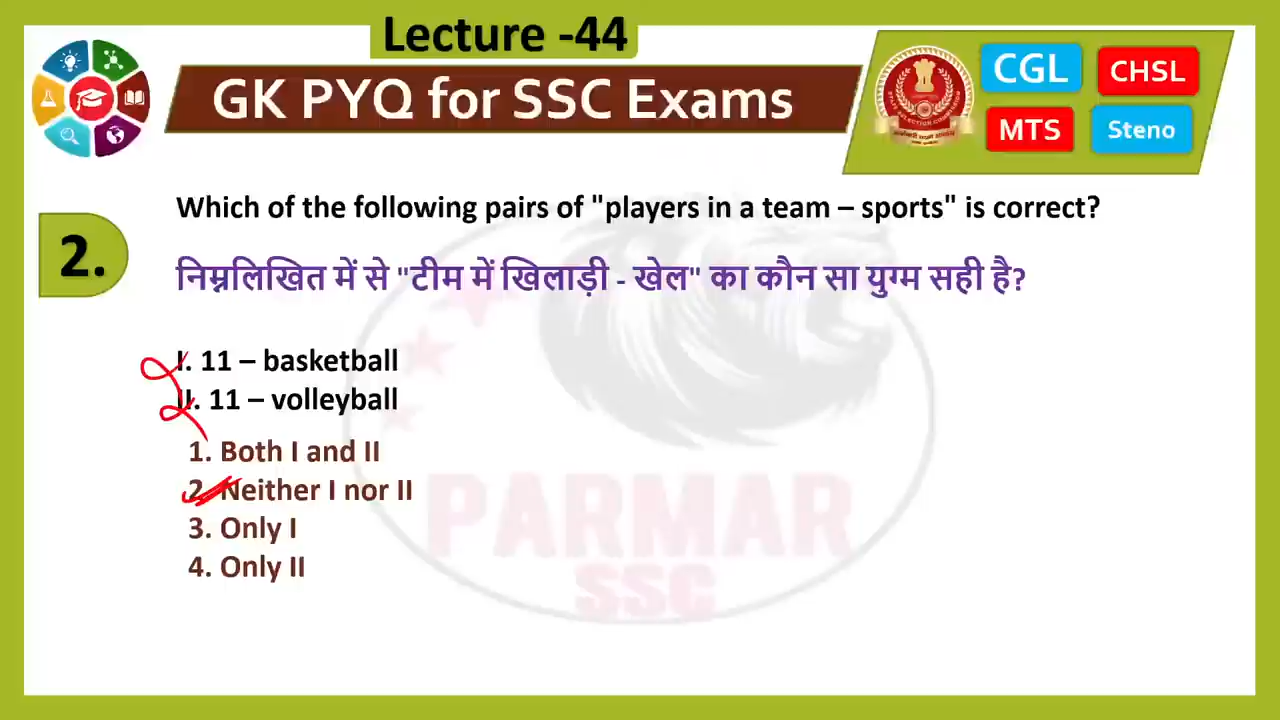 Lecture -44
GK PYQ for SSC Exams
CGL
CHSL
MTS
Steno
2.
Which of the following pairs of "players in a team – sports" is correct?
निम्नलिखित में से "टीम में खिलाड़ी - खेल" का कौन सा युग्म सही है?
I. 11 – basketball
II. 11 – volleyball
1. Both I and II
2. Neither I nor II
3. Only I
4. Only II
PARMAR
SSC